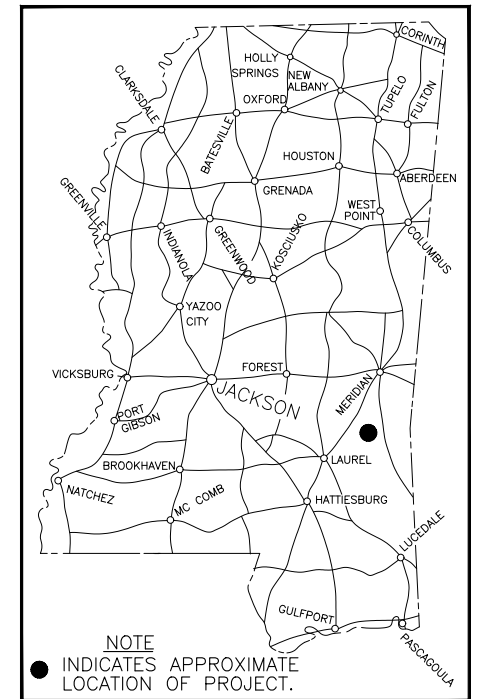 CORINTH
HOLLY
SPRINGS
NEW
ALBANY
CLARKSDALE
OXFORD
TUPELO
FULTON
BATESVILLE
HOUSTON
ABERDEEN
GRENADA
GREENVILLE
WEST
POINT
INDIANOLA
GREENWOOD
KOSCIUSKO
COLUMBUS
YAZOO
CITY
VICKSBURG
FOREST
JACKSON
MERIDIAN
PORT
GIBSON
BROOKHAVEN
LAUREL
NATCHEZ
MC COMB
HATTIESBURG
LUCEDALE
GULFPORT
PASCAGOULA
NOTE
INDICATES APPROXIMATE
LOCATION OF PROJECT.